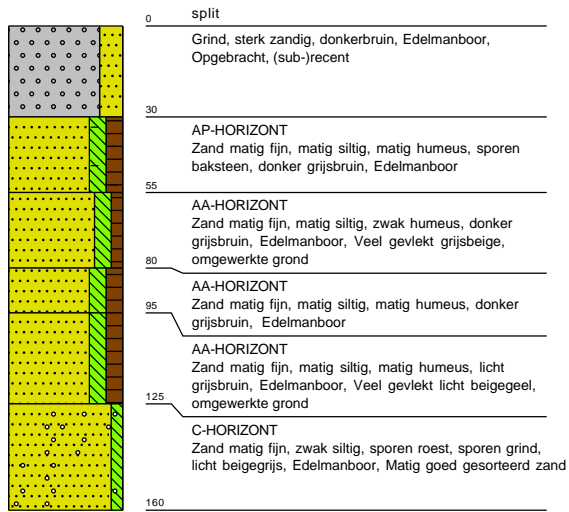 0
split
Grind, sterk zandig, donkerbruin, Edelmanboor,
Opgebracht, (sub-)recent
30
AP-HORIZONT
Zand matig fijn, matig siltig, matig humeus, sporen
baksteen, donker grijsbruin, Edelmanboor
55
AA-HORIZONT
Zand matig fijn, matig siltig, zwak humeus, donker
grijsbruin, Edelmanboor, Veel gevlekt grijsbeige,
omgewerkte grond
80
AA-HORIZONT
Zand matig fijn, matig siltig, matig humeus, donker
grijsbruin, Edelmanboor
95
AA-HORIZONT
Zand matig fijn, matig siltig, matig humeus, licht
grijsbruin, Edelmanboor, Veel gevlekt licht beigegeel,
omgewerkte grond
125
C-HORIZONT
Zand matig fijn, zwak siltig, sporen roest, sporen grind,
licht beigegrijs, Edelmanboor, Matig goed gesorteerd zand
160